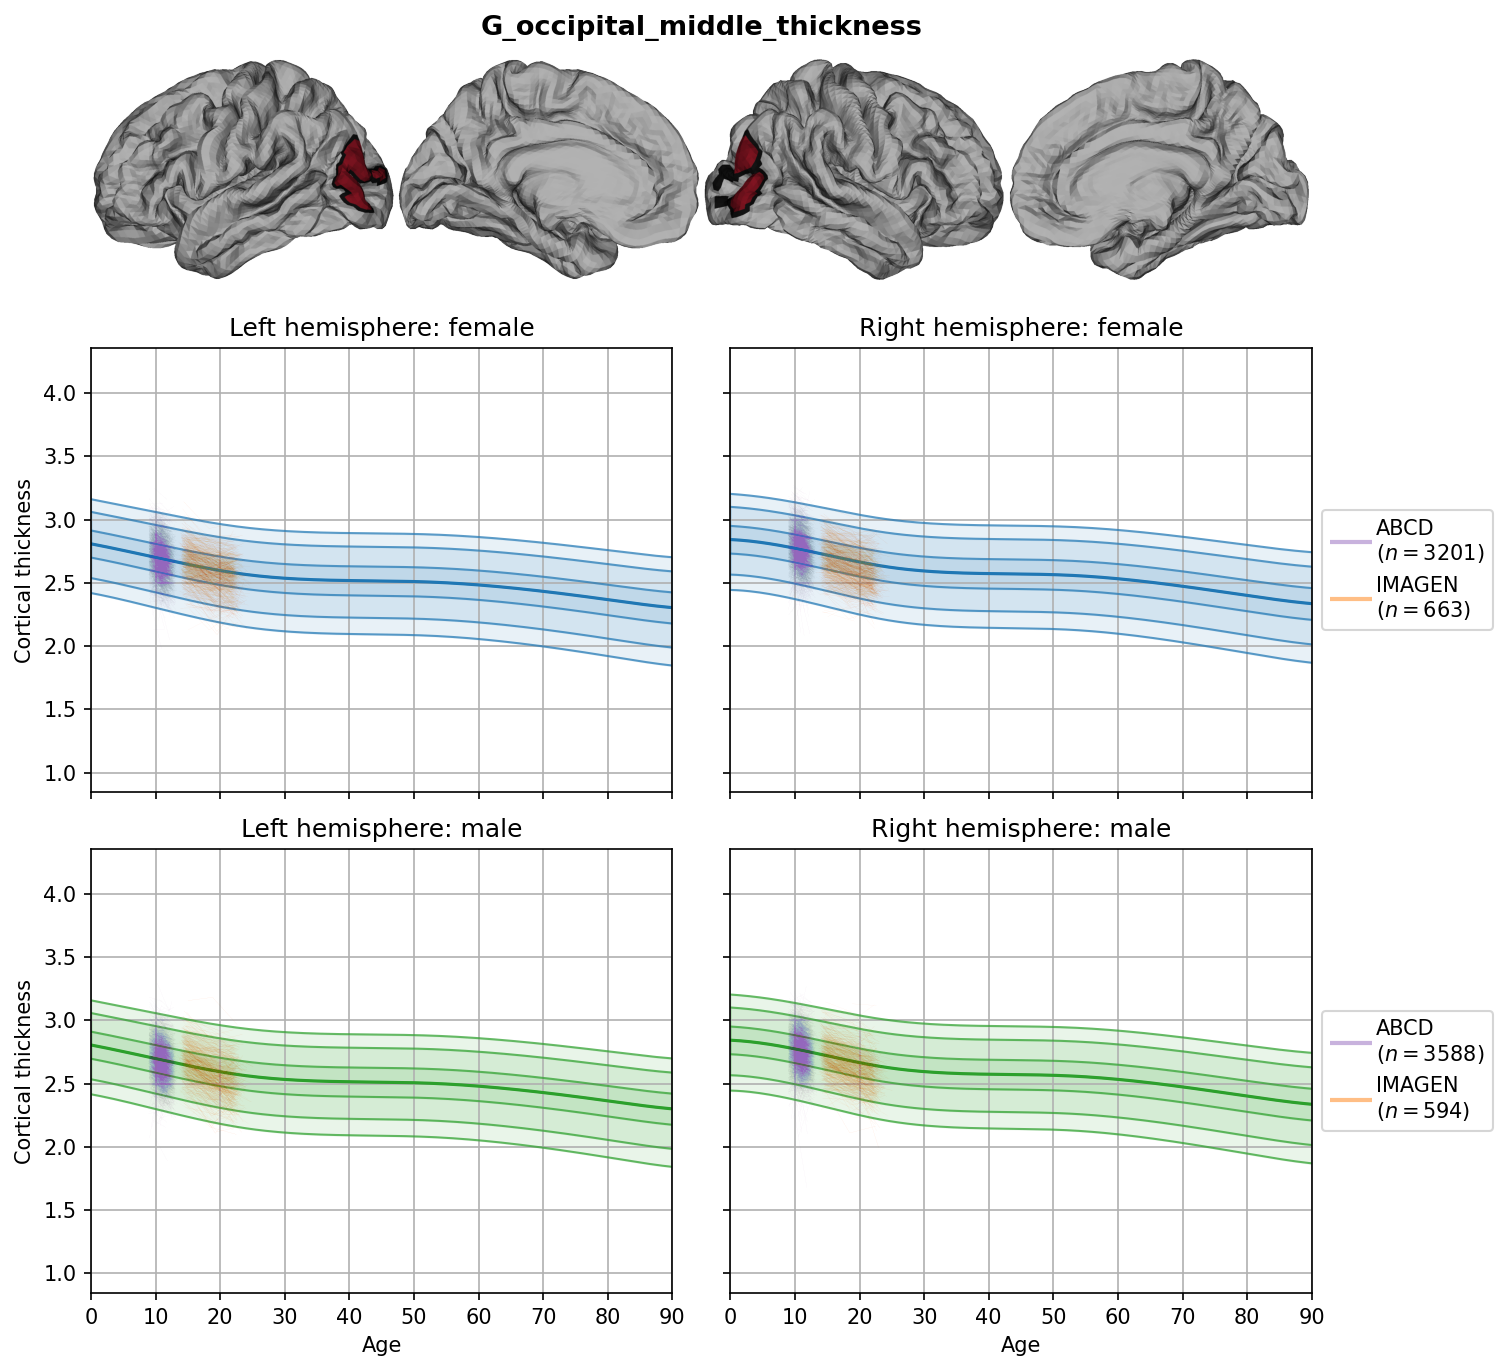 G_occipital_middle_thickness
Left hemisphere: female
Right hemisphere: female
Cortical thickness
4.0
3.5
3.0
2.5
2.0
1.5
1.0
ABCD
(n = 3201)
IMAGEN
(n = 663)
Left hemisphere: male
Right hemisphere: male
Cortical thickness
4.0
3.5
3.0
2.5
2.0
1.5
1.0
ABCD
(n = 3588)
IMAGEN
(n = 594)
0 10 20 30 40 50 60 70 80 90
0 10 20 30 40 50 60 70 80 90
Age
Age